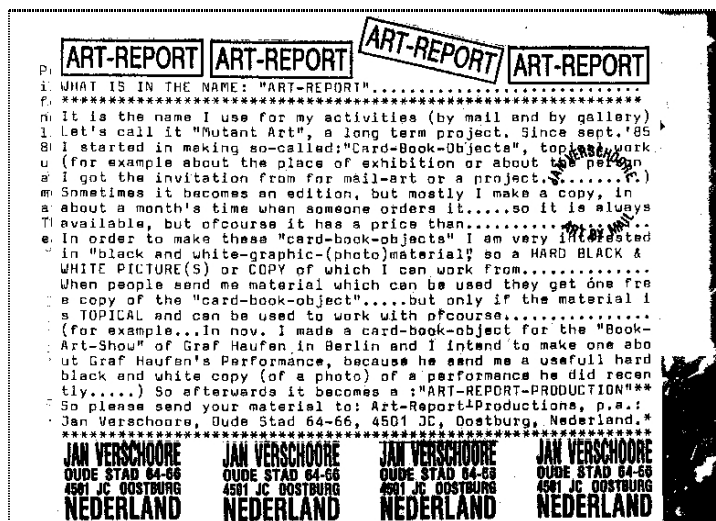 ART-REPORT ART-REPORT ART-REPORT ART-REPORT
WHAT IS IN THE NAME: "ART-REPORT"..............................
****************************************************************
It is the name I use for my activities (by mail and by gallery)
Let's call it "Mutant Art", a long term project. Since sept.'85
I started in making so-called:"Card-Book-Objects", topical work
(for example about the place of exhibition or about the person
I got the invitation from for mail-art or a project...........)
JAN VERSCHOORE
ART BY MAIL
Sometimes it becomes an edition, but mostly I make a copy, in
about a month's time when someone orders it.....so it is always
available, but ofcourse it has a price than..................
In order to make these "card-book-objects" I am very interested
in "black and white-graphic-(photo)material", so a HARD BLACK &
WHITE PICTURE(S) or COPY of which I can work from..............
When people send me material which can be used they get óne fre
e copy of the "card-book-object".....but only if the material i
s TOPICAL and can be used to work with ofcourse................
(for example...In nov. I made a card-book-object for the "Book-
Art-Show" of Graf Haufen in Berlin and I intend to make one abo
ut Graf Haufen's Performance, because he send me a usefull hard
black and white copy (of a photo) of a performance he did recen
tly.....) So afterwards it becomes a :"ART-REPORT-PRODUCTION"**
So please send your material to: Art-Report-Productions, p.a.:
Jan Verschoore, Oude Stad 64-66, 4501 JC, Oostburg, Nederland.*
****************************************************************
JAN VERSCHOORE JAN VERSCHOORE JAN VERSCHOORE JAN VERSCHOORE
OUDE STAD 64-66 OUDE STAD 64-66 OUDE STAD 64-66 OUDE STAD 64-66
4501 JC OOSTBURG 4501 JC OOSTBURG 4501 JC OOSTBURG 4501 JC OOSTBURG
NEDERLAND NEDERLAND NEDERLAND NEDERLAND